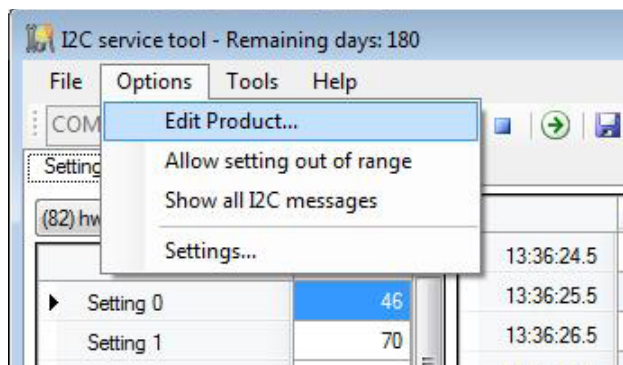 I2C service tool - Remaining days: 180
File Options Tools Help
COM
Edit Product...
Setting
Allow setting out of range
Show all I2C messages
(82) hw
Settings...
13:36:24.5
Setting 0 46 13:36:25.5
Setting 1 70 13:36:26.5